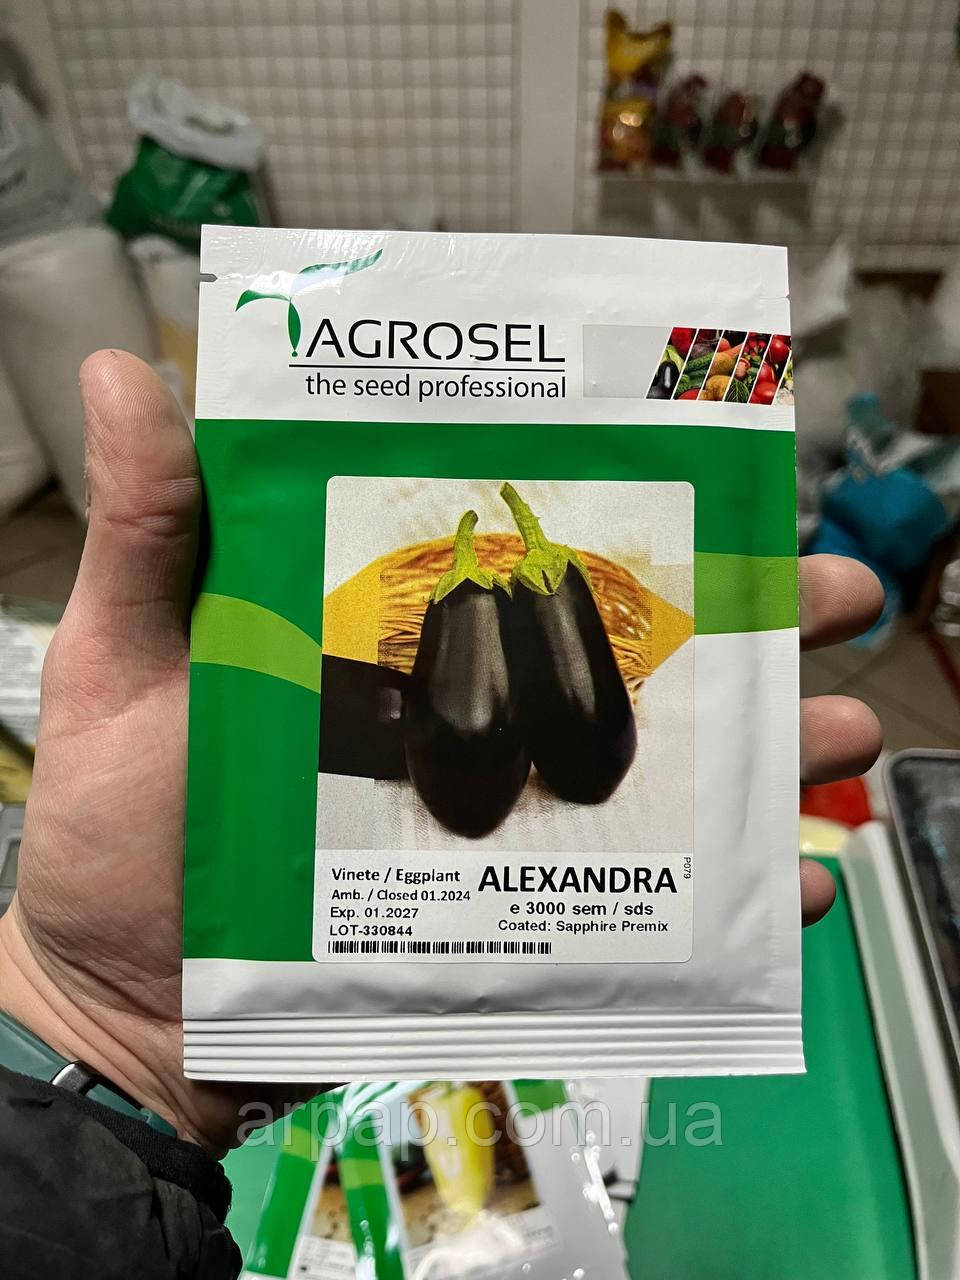 AGROSEL
the seed professional
Vinete / Eggplant
ALEXANDRA
Amb. / Closed 01.2024
e 3000 sem / sds
Exp. 01.2027
Coated: Sapphire Premix
LOT-330844
P079
arpap.com.ua